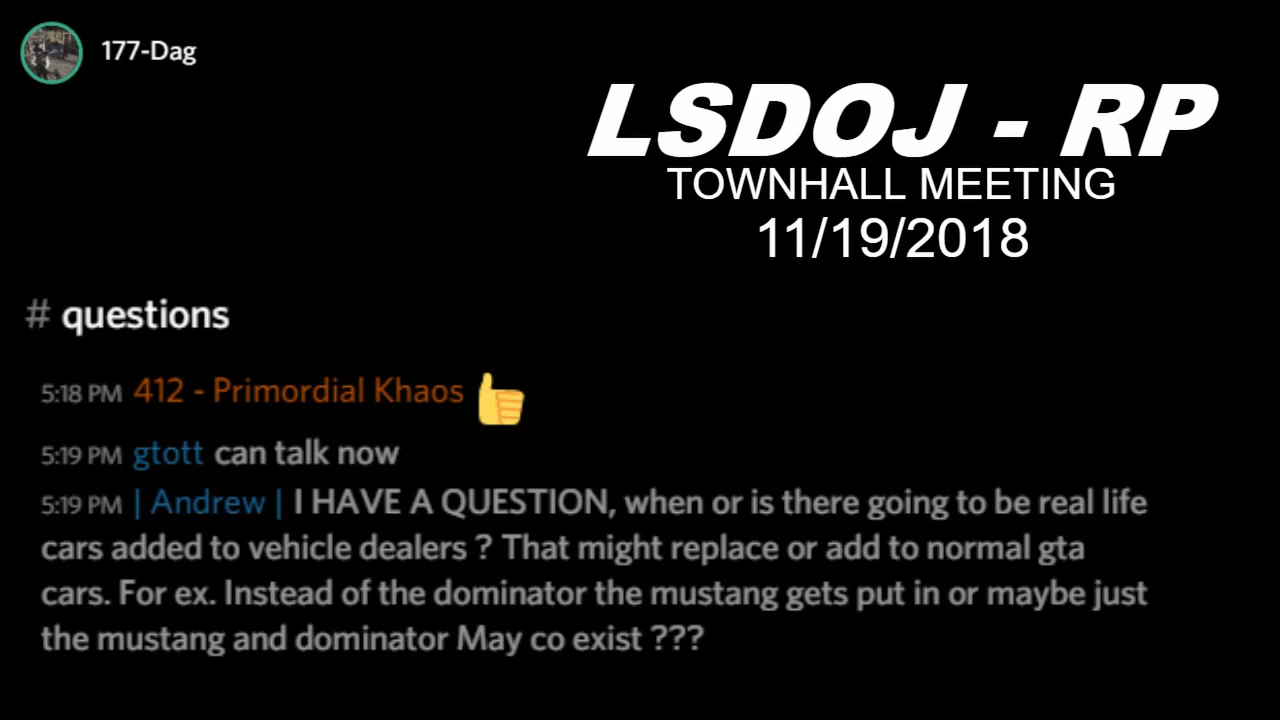 177-Dag
LSDOJ - RP
TOWNHALL MEETING
11/19/2018
# questions
5:18 PM 412 - Primordial Khaos
5:19 PM gtott can talk now
5:19 PM | Andrew | I HAVE A QUESTION, when or is there going to be real life
cars added to vehicle dealers ? That might replace or add to normal gta
cars. For ex. Instead of the dominator the mustang gets put in or maybe just
the mustang and dominator May co exist ???